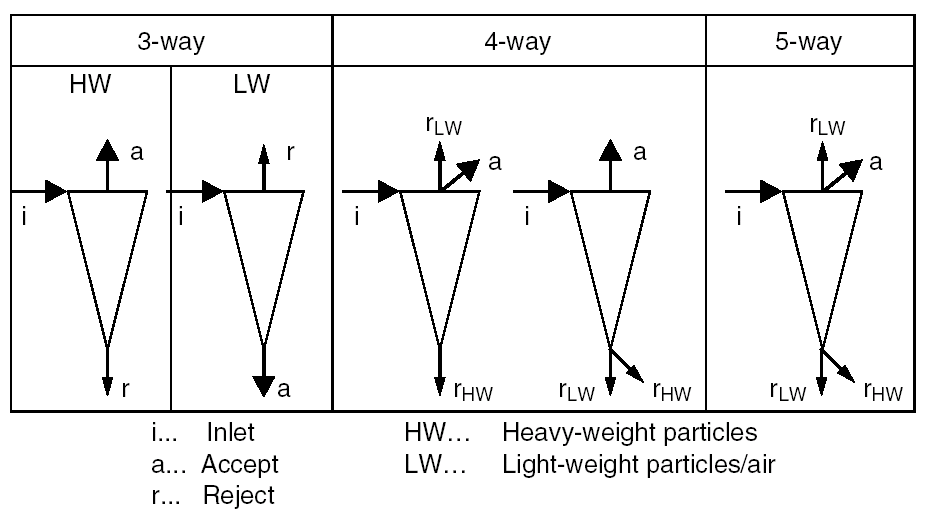 3-way 4-way 5-way
HW LW
a r rLW a a rLW a
i i i i i
r a rHW rLW rHW rLW rHW
i... Inlet HW... Heavy-weight particles
a... Accept LW... Light-weight particles/air
r... Reject